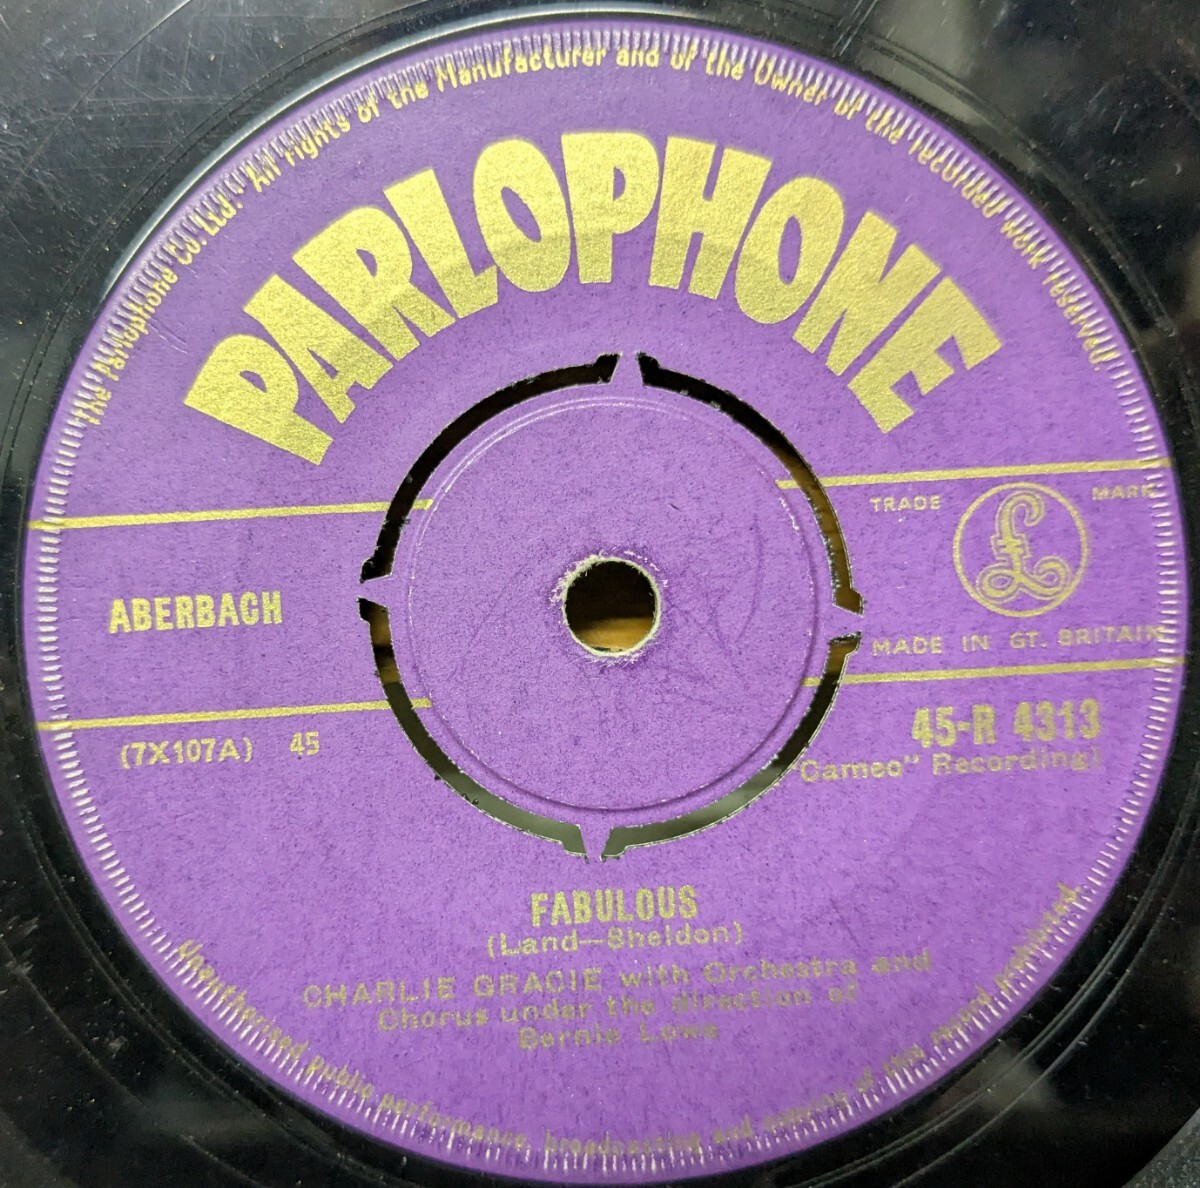 The Parlophone Co. Ltd. All rights of the Manufacturer and of the Owner of the recorded work reserved.
PARLOPHONE
TRADE MARK
£
ABERBACH
MADE IN GT. BRITAIN
(7X107A) 45
45-R 4313
"Cameo" Recording)
FABULOUS
(Land—Sheldon)
CHARLIE GRACIE with Orchestra and
Chorus under the direction of
Bernie Lowe
Unauthorised public performance, broadcasting and copying of this record prohibited.